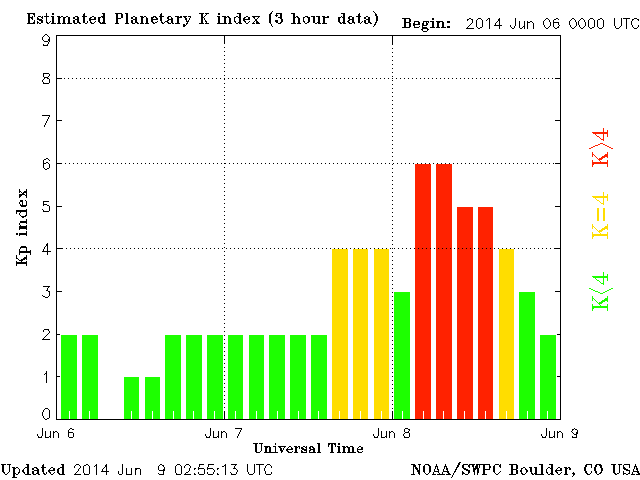 Estimated Planetary K index (3 hour data) Begin: 2014 Jun 06 0000 UTC
9
8
7
6
5
4
3
2
1
0
Kp index
K>4
K=4
K<4
Jun 6 Jun 7 Jun 8 Jun 9
Universal Time
Updated 2014 Jun 9 02:55:13 UTC NOAA/SWPC Boulder, CO USA